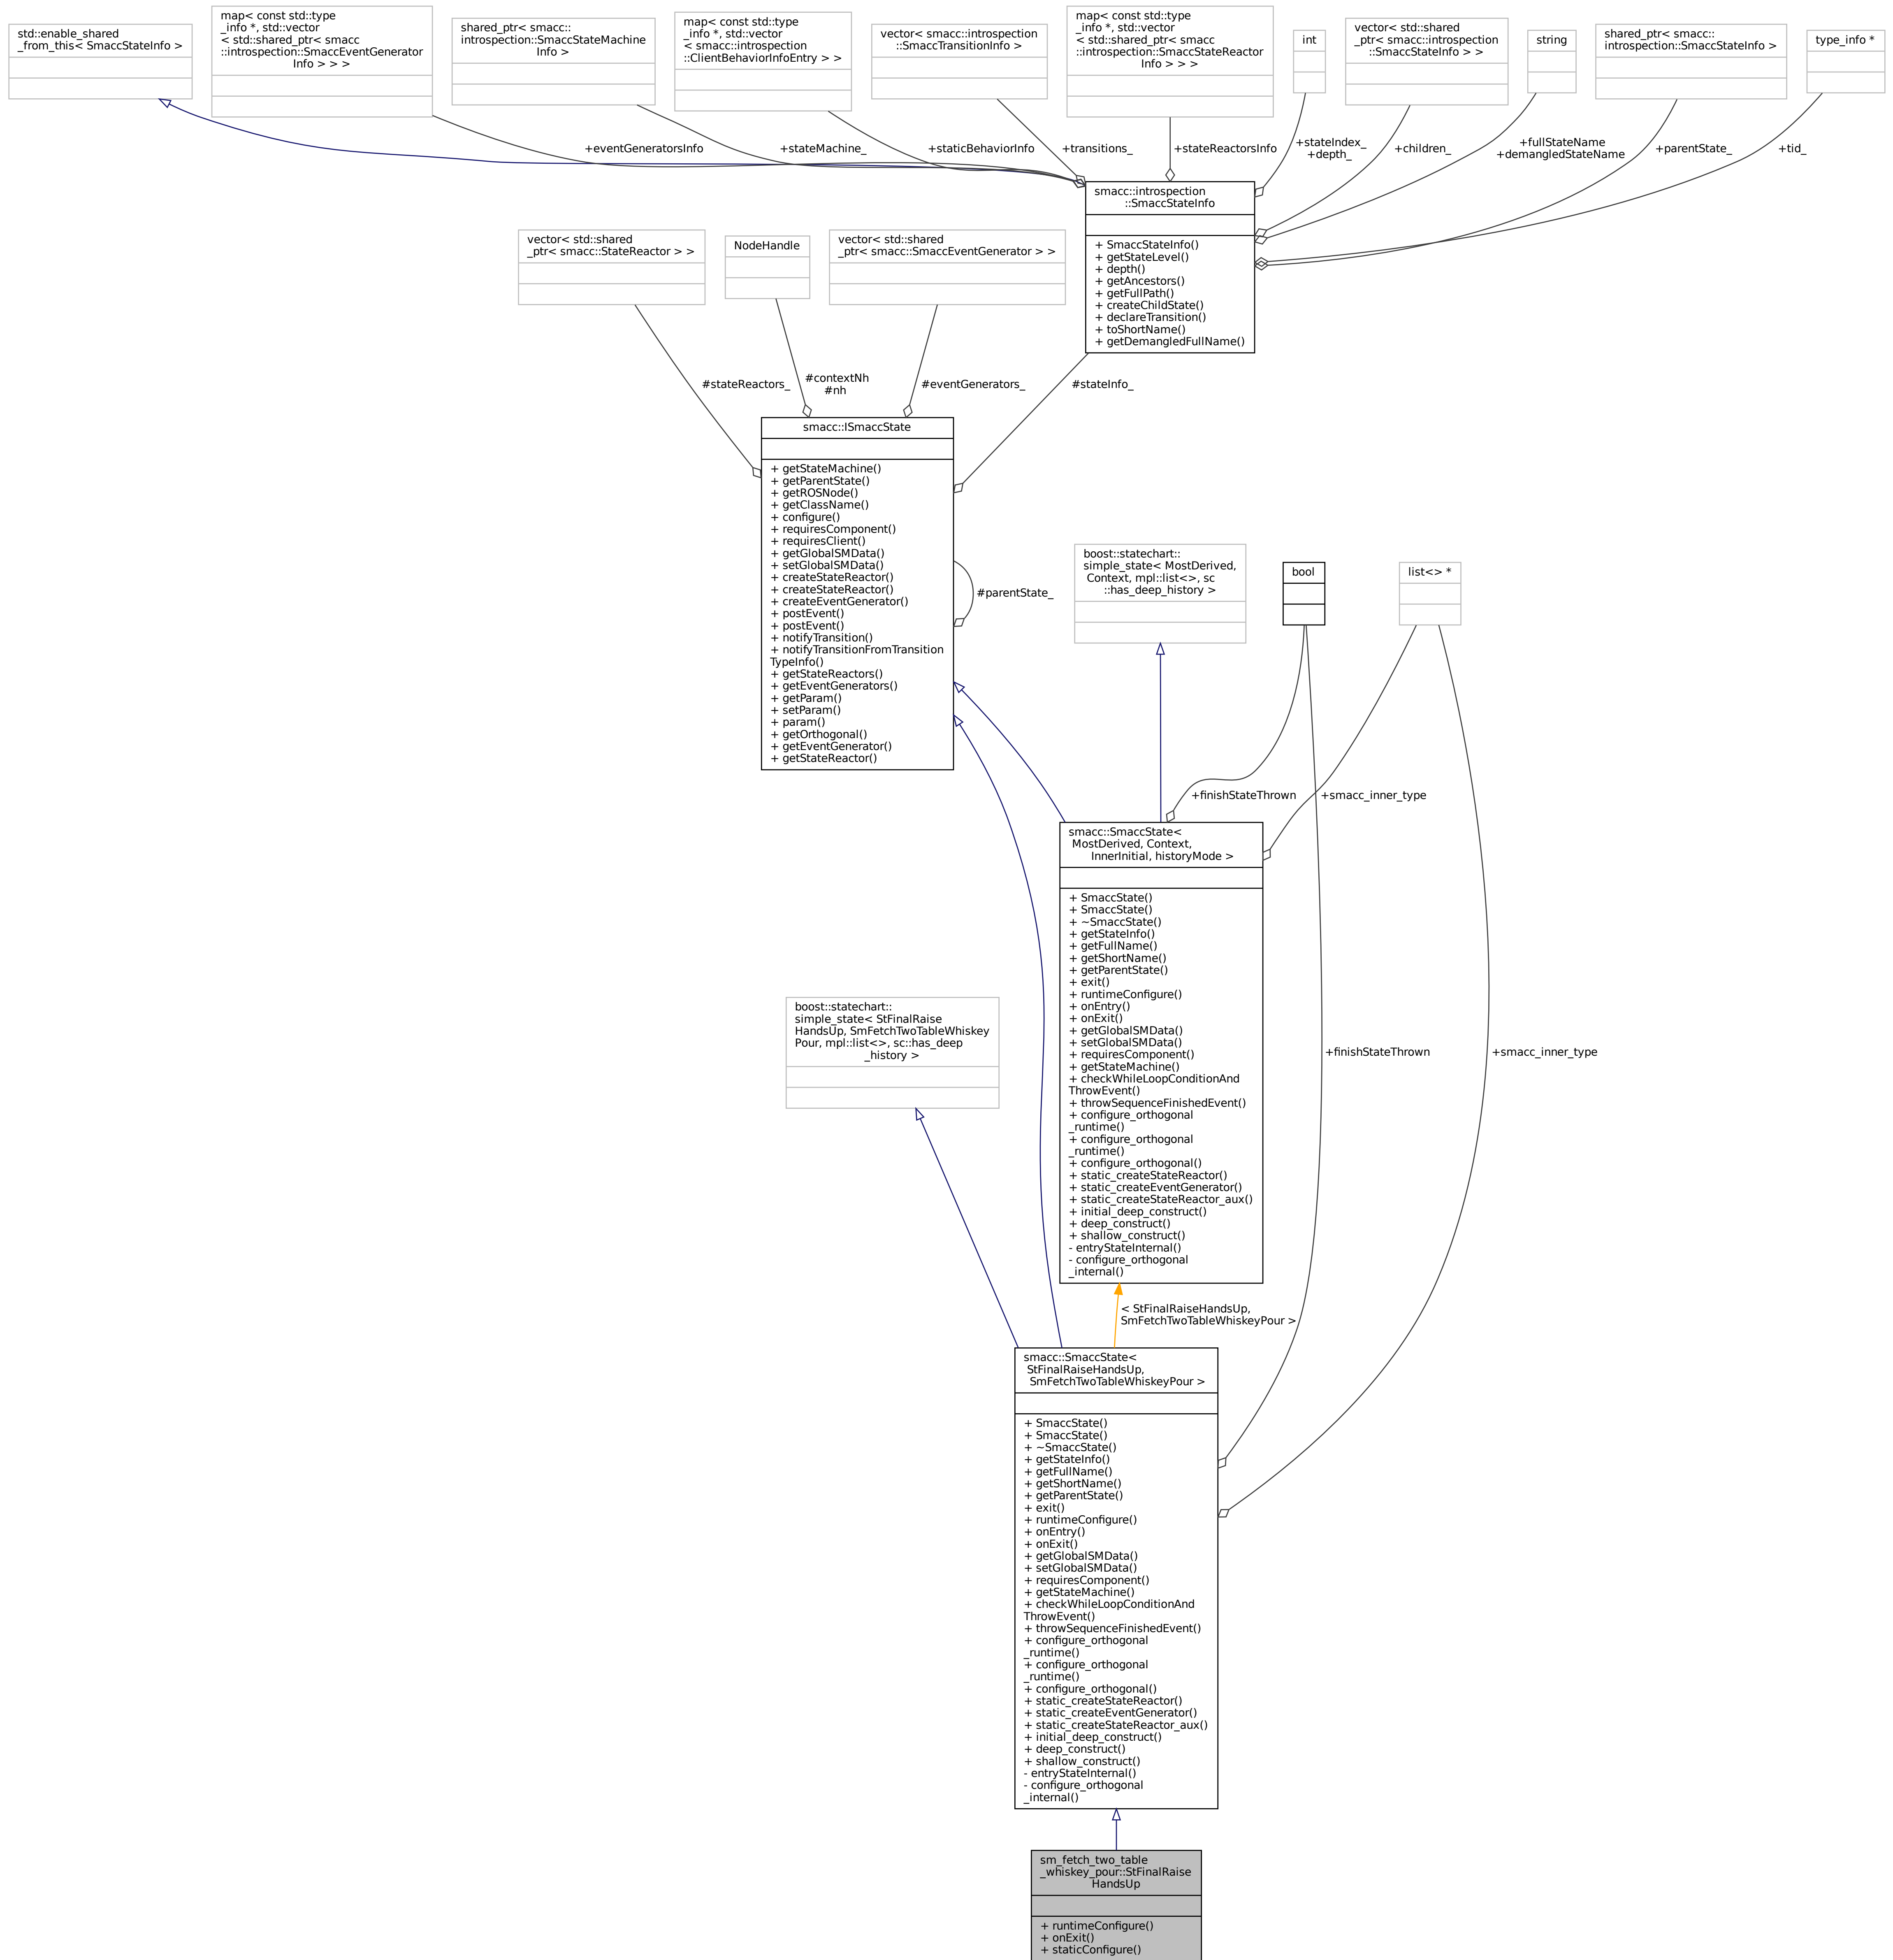 std::enable_shared
_from_this< SmaccStateInfo >
map< const std::type
_info *, std::vector
< std::shared_ptr< smacc
::introspection::SmaccEventGenerator
Info > > >
shared_ptr< smacc::
introspection::SmaccStateMachine
Info >
map< const std::type
_info *, std::vector
< smacc::introspection
::ClientBehaviorInfoEntry > >
vector< smacc::introspection
::SmaccTransitionInfo >
map< const std::type
_info *, std::vector
< std::shared_ptr< smacc
::introspection::SmaccStateReactor
Info > > >
int
vector< std::shared
_ptr< smacc::introspection
::SmaccStateInfo > >
string
shared_ptr< smacc::
introspection::SmaccStateInfo >
type_info *
+eventGeneratorsInfo
+stateMachine_
+staticBehaviorInfo
+transitions_
+stateReactorsInfo
+stateIndex_
+depth_
+children_
+fullStateName
+demangledStateName
+parentState_
+tid_
smacc::introspection
::SmaccStateInfo
+ SmaccStateInfo()
+ getStateLevel()
+ depth()
+ getAncestors()
+ getFullPath()
+ createChildState()
+ declareTransition()
+ toShortName()
+ getDemangledFullName()
vector< std::shared
_ptr< smacc::StateReactor > >
NodeHandle
vector< std::shared
_ptr< smacc::SmaccEventGenerator > >
#stateReactors_
#contextNh
#nh
#eventGenerators_
#stateInfo_
smacc::ISmaccState
+ getStateMachine()
+ getParentState()
+ getROSNode()
+ getClassName()
+ configure()
+ requiresComponent()
+ requiresClient()
+ getGlobalSMData()
+ setGlobalSMData()
+ createStateReactor()
+ createStateReactor()
+ createEventGenerator()
+ postEvent()
+ postEvent()
+ notifyTransition()
+ notifyTransitionFromTransition
TypeInfo()
+ getStateReactors()
+ getEventGenerators()
+ getParam()
+ setParam()
+ param()
+ getOrthogonal()
+ getEventGenerator()
+ getStateReactor()
#parentState_
boost::statechart::
simple_state< MostDerived,
Context, mpl::list<>, sc
::has_deep_history >
bool
list<> *
+finishStateThrown
+smacc_inner_type
smacc::SmaccState<
MostDerived, Context,
InnerInitial, historyMode >
+ SmaccState()
+ SmaccState()
+ ~SmaccState()
+ getStateInfo()
+ getFullName()
+ getShortName()
+ getParentState()
+ exit()
+ runtimeConfigure()
+ onEntry()
+ onExit()
+ getGlobalSMData()
+ setGlobalSMData()
+ requiresComponent()
+ getStateMachine()
+ checkWhileLoopConditionAnd
ThrowEvent()
+ throwSequenceFinishedEvent()
+ configure_orthogonal
_runtime()
+ configure_orthogonal
_runtime()
+ configure_orthogonal()
+ static_createStateReactor()
+ static_createEventGenerator()
+ static_createStateReactor_aux()
+ initial_deep_construct()
+ deep_construct()
+ shallow_construct()
- entryStateInternal()
- configure_orthogonal
_internal()
boost::statechart::
simple_state< StFinalRaise
HandsUp, SmFetchTwoTableWhiskey
Pour, mpl::list<>, sc::has_deep
_history >
+finishStateThrown
+smacc_inner_type
< StFinalRaiseHandsUp,
SmFetchTwoTableWhiskeyPour >
smacc::SmaccState<
StFinalRaiseHandsUp,
SmFetchTwoTableWhiskeyPour >
+ SmaccState()
+ SmaccState()
+ ~SmaccState()
+ getStateInfo()
+ getFullName()
+ getShortName()
+ getParentState()
+ exit()
+ runtimeConfigure()
+ onEntry()
+ onExit()
+ getGlobalSMData()
+ setGlobalSMData()
+ requiresComponent()
+ getStateMachine()
+ checkWhileLoopConditionAnd
ThrowEvent()
+ throwSequenceFinishedEvent()
+ configure_orthogonal
_runtime()
+ configure_orthogonal
_runtime()
+ configure_orthogonal()
+ static_createStateReactor()
+ static_createEventGenerator()
+ static_createStateReactor_aux()
+ initial_deep_construct()
+ deep_construct()
+ shallow_construct()
- entryStateInternal()
- configure_orthogonal
_internal()
sm_fetch_two_table
_whiskey_pour::StFinalRaise
HandsUp
+ runtimeConfigure()
+ onExit()
+ staticConfigure()